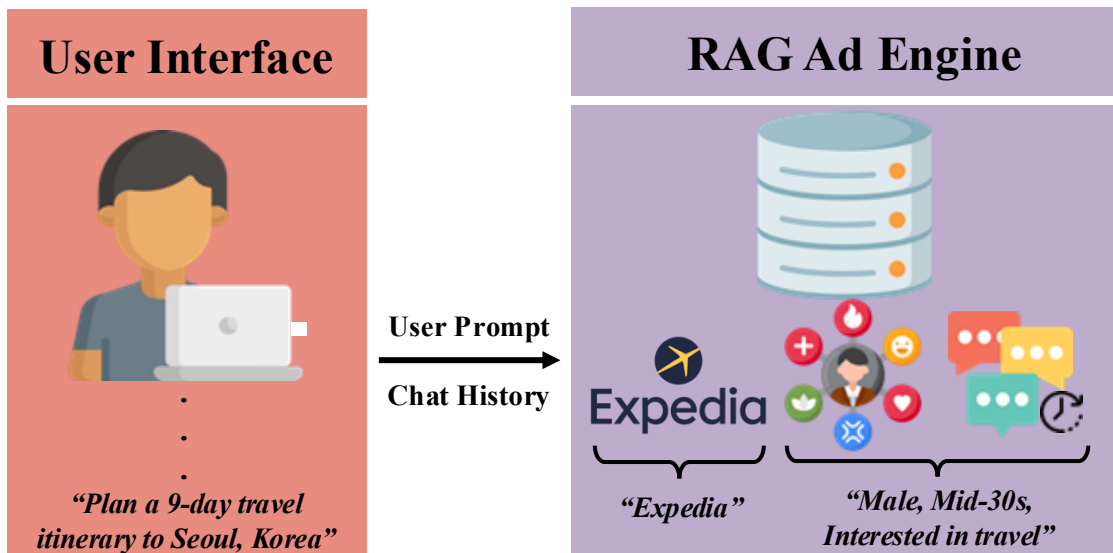 User Interface
RAG Ad Engine
User Prompt
Chat History
Expedia
“Plan a 9-day travel
itinerary to Seoul, Korea”
“Expedia”
“Male, Mid-30s,
Interested in travel”